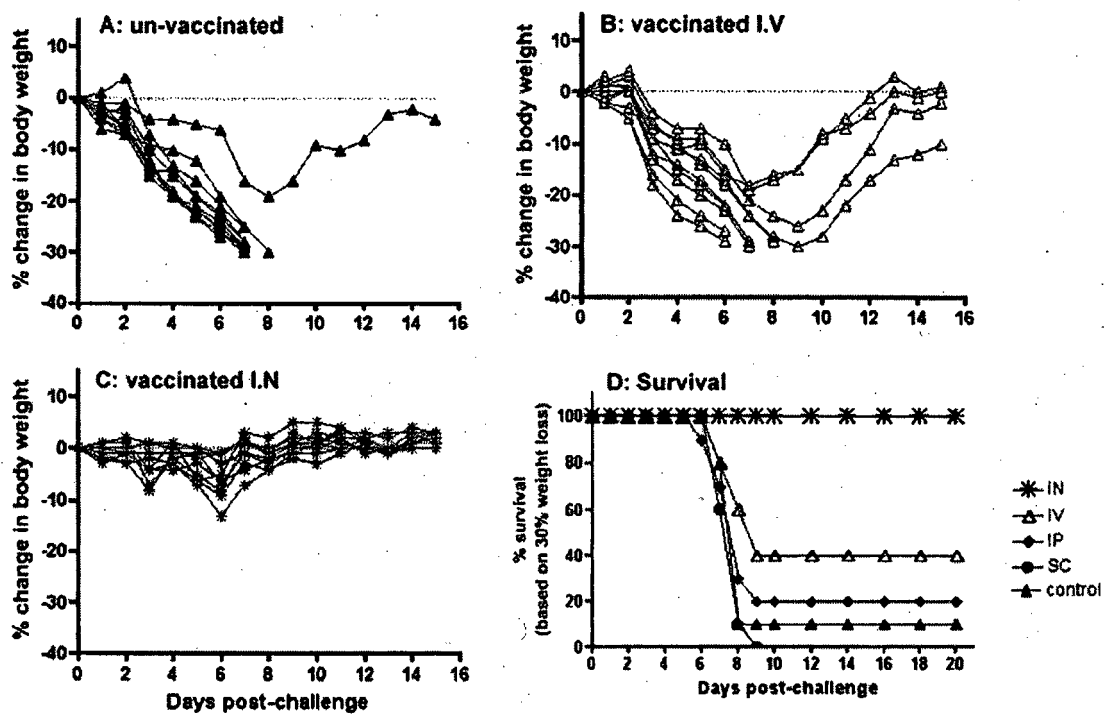 A: un-vaccinated
% change in body weight
10
0
-10
-20
-30
-40
0 2 4 6 8 10 12 14 16
B: vaccinated I.V
% change in body weight
10
0
-10
-20
-30
-40
0 2 4 6 8 10 12 14 16
C: vaccinated I.N
% change in body weight
10
0
-10
-20
-30
-40
0 2 4 6 8 10 12 14 16
Days post-challenge
D: Survival
% survival
(based on 30% weight loss)
100
80
60
40
20
0
0 2 4 6 8 10 12 14 16 18 20
Days post-challenge
IN
IV
IP
SC
control